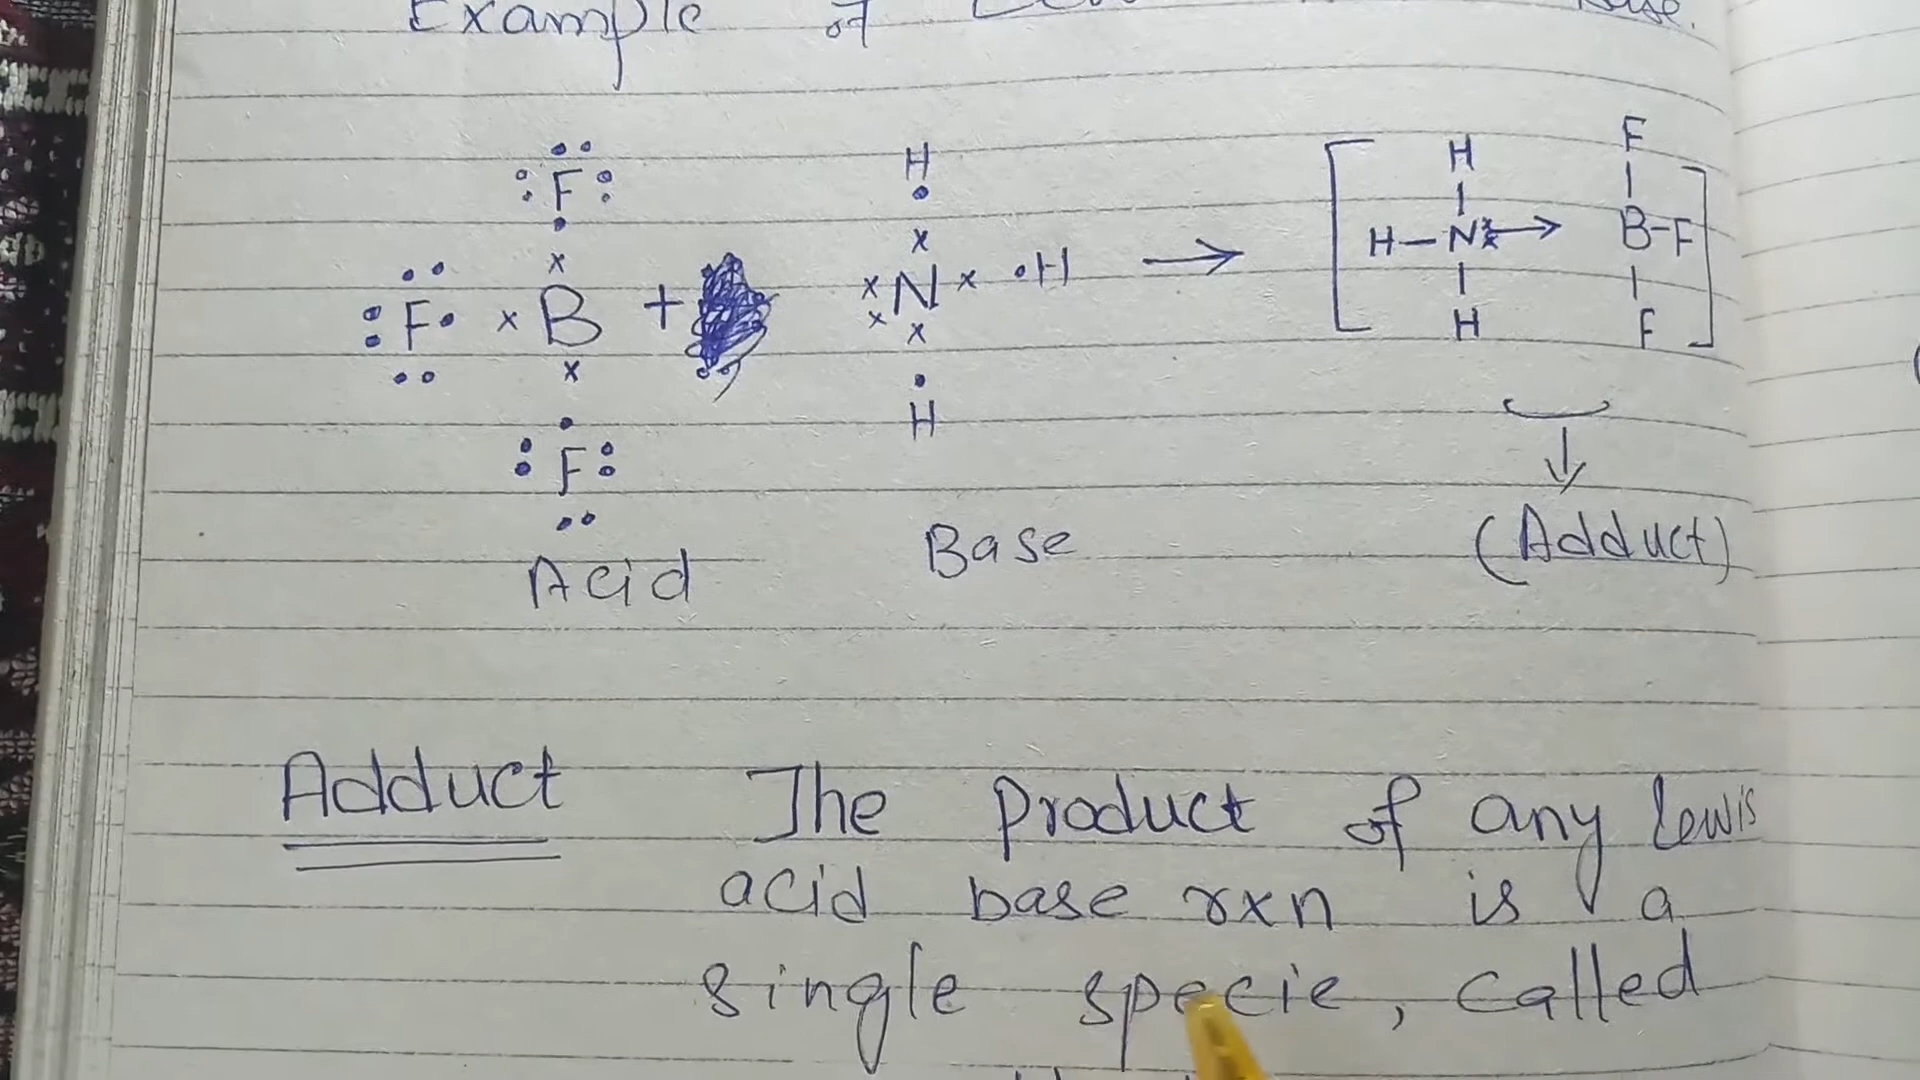 Example of
F
H
H
F
F B + N H → H-N→ B-F
H
F
H
F
Acid Base (Adduct)
Adduct The Product of any Lewis
acid base rxn is a
single specie, called